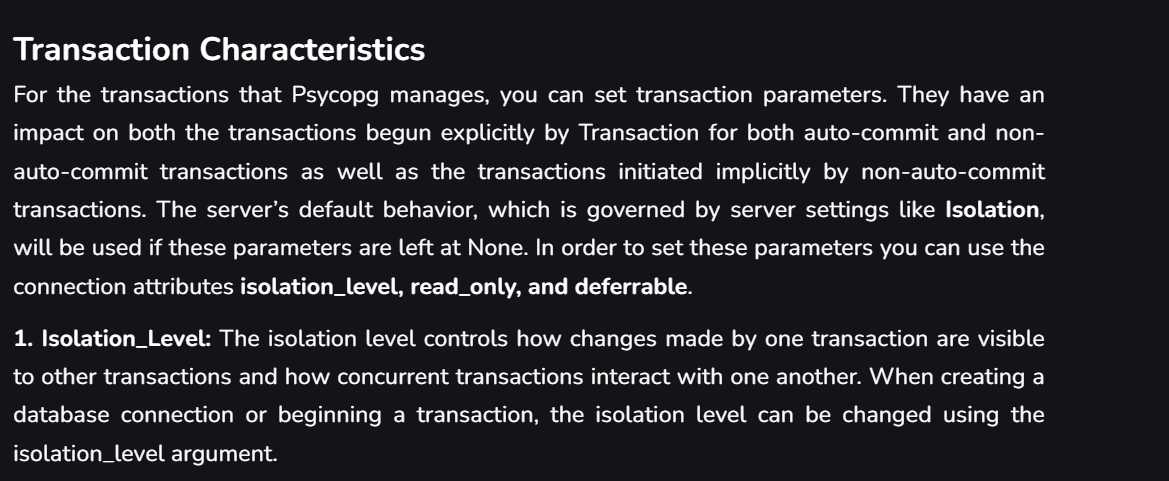 Transaction Characteristics
For the transactions that Psycopg manages, you can set transaction parameters. They have an
impact on both the transactions begun explicitly by Transaction for both auto-commit and non-
auto-commit transactions as well as the transactions initiated implicitly by non-auto-commit
transactions. The server’s default behavior, which is governed by server settings like Isolation,
will be used if these parameters are left at None. In order to set these parameters you can use the
connection attributes isolation_level, read_only, and deferrable.
1. Isolation_Level: The isolation level controls how changes made by one transaction are visible
to other transactions and how concurrent transactions interact with one another. When creating a
database connection or beginning a transaction, the isolation level can be changed using the
isolation_level argument.